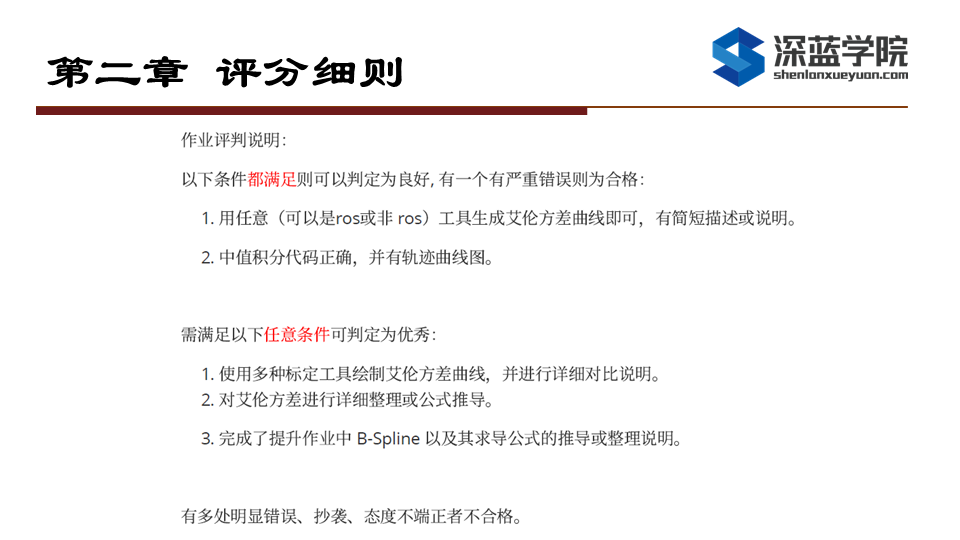 第二章 评分细则
深蓝学院
shenlanxueyuan.com
作业评判说明：
以下条件都满足则可以判定为良好, 有一个有严重错误则为合格：
1. 用任意（可以是ros或非 ros）工具生成艾伦方差曲线即可，有简短描述或说明。
2. 中值积分代码正确，并有轨迹曲线图。
需满足以下任意条件可判定为优秀：
1. 使用多种标定工具绘制艾伦方差曲线，并进行详细对比说明。
2. 对艾伦方差进行详细整理或公式推导。
3. 完成了提升作业中 B-Spline 以及其求导公式的推导或整理说明。
有多处明显错误、抄袭、态度不端正者不合格。